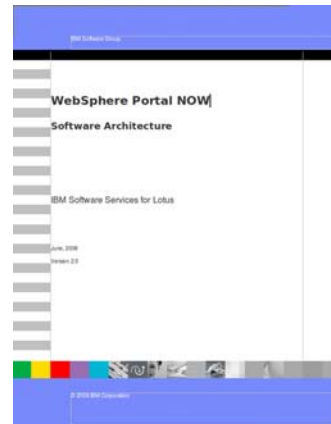 IBM Software Group
WebSphere Portal NOW
Software Architecture
IBM Software Services for Lotus
June, 2008
Version 2.0
© 2008 IBM Corporation